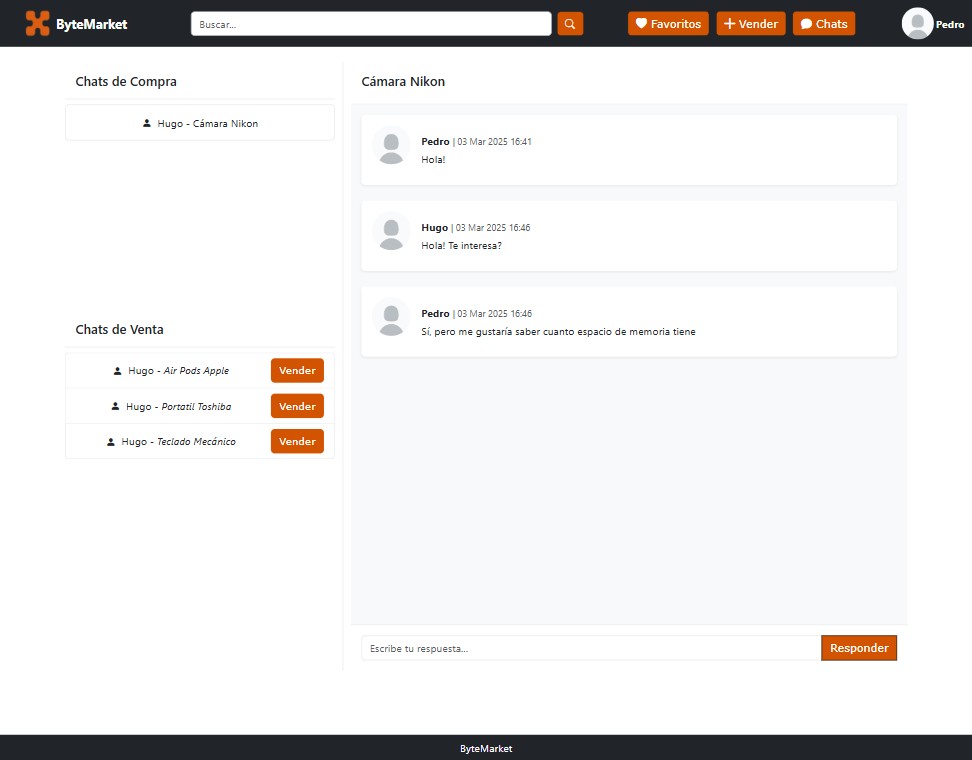 ByteMarket
Buscar...
Favoritos
Vender
Chats
Pedro
Chats de Compra
Hugo - Cámara Nikon
Chats de Venta
Hugo - Air Pods Apple
Vender
Hugo - Portatil Toshiba
Vender
Hugo - Teclado Mecánico
Vender
Cámara Nikon
Pedro | 03 Mar 2025 16:41
Hola!
Hugo | 03 Mar 2025 16:46
Hola! Te interesa?
Pedro | 03 Mar 2025 16:46
Sí, pero me gustaría saber cuanto espacio de memoria tiene
Escribe tu respuesta...
Responder
ByteMarket